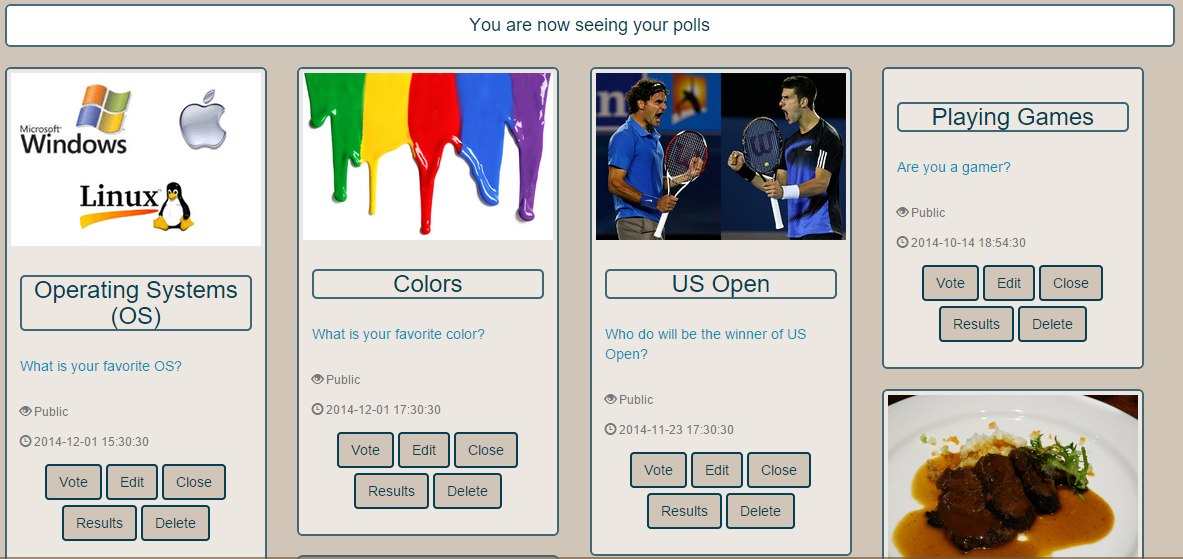 You are now seeing your polls
Microsoft®
Windows
Linux
Operating Systems
(OS)
What is your favorite OS?
Public
2014-12-01 15:30:30
Vote
Edit
Close
Results
Delete
Colors
What is your favorite color?
Public
2014-12-01 17:30:30
Vote
Edit
Close
Results
Delete
US Open
Who do will be the winner of US
Open?
Public
2014-11-23 17:30:30
Vote
Edit
Close
Results
Delete
Playing Games
Are you a gamer?
Public
2014-10-14 18:54:30
Vote
Edit
Close
Results
Delete